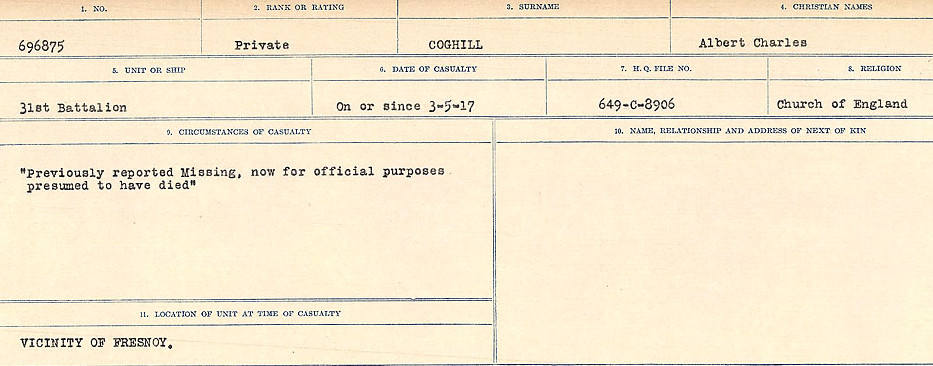 1. NO. 2. RANK OR RATING 3. SURNAME 4. CHRISTIAN NAMES
696875 Private COGHILL Albert Charles
5. UNIT OR SHIP 6. DATE OF CASUALTY 7. H. Q. FILE NO. 8. RELIGION
31st Battalion On or since 3-5-17 649-C-8906 Church of England
9. CIRCUMSTANCES OF CASUALTY 10. NAME, RELATIONSHIP AND ADDRESS OF NEXT OF KIN
"Previously reported Missing, now for official purposes
presumed to have died"
11. LOCATION OF UNIT AT TIME OF CASUALTY
VICINITY OF FRESNOY.